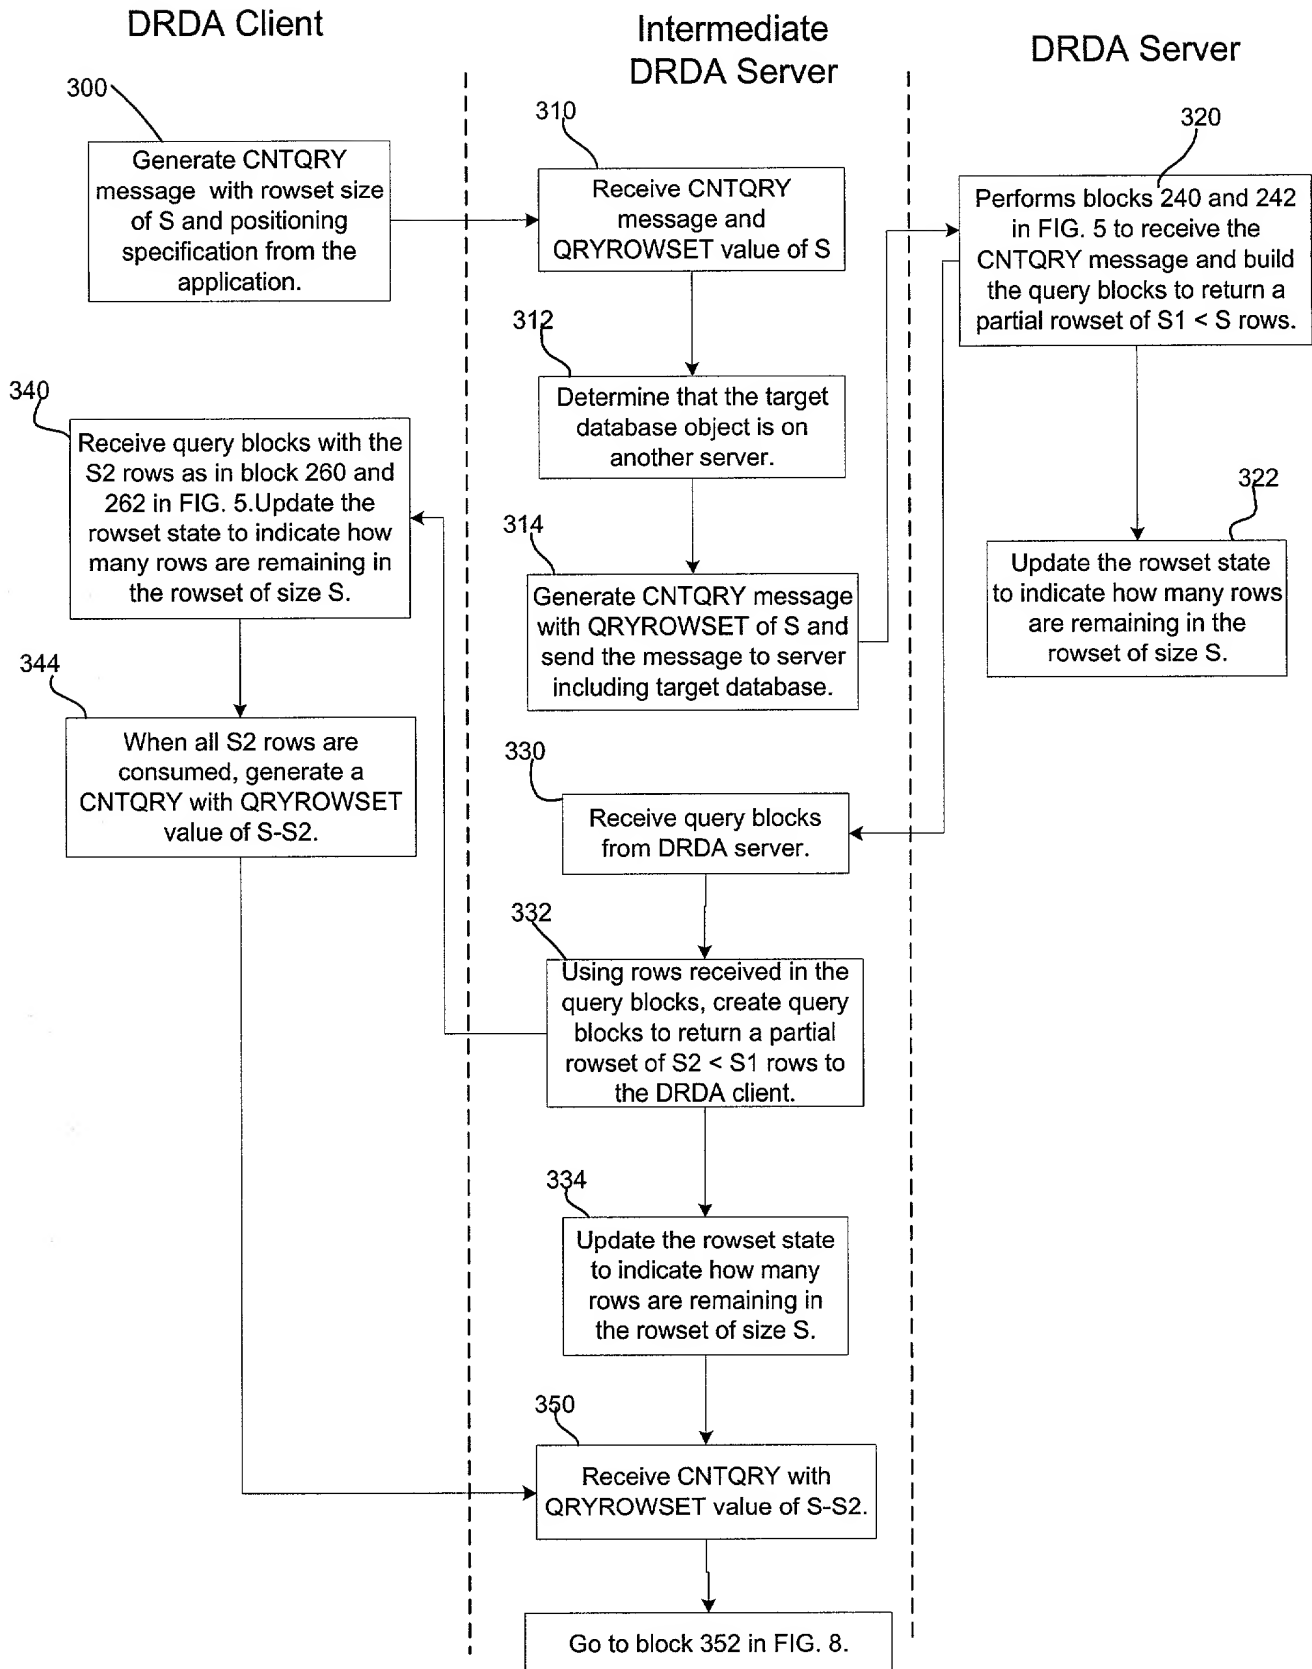 DRDA Client
Intermediate
DRDA Server
DRDA Server
300
Generate CNTQRY
message with rowset size
of S and positioning
specification from the
application.
310
Receive CNTQRY
message and
QRYROWSET value of S
320
Performs blocks 240 and 242
in FIG. 5 to receive the
CNTQRY message and build
the query blocks to return a
partial rowset of S1 < S rows.
312
Determine that the target
database object is on
another server.
340
Receive query blocks with the
S2 rows as in block 260 and
262 in FIG. 5.Update the
rowset state to indicate how
many rows are remaining in
the rowset of size S.
314
Generate CNTQRY message
with QRYROWSET of S and
send the message to server
including target database.
322
Update the rowset state
to indicate how many rows
are remaining in the
rowset of size S.
344
When all S2 rows are
consumed, generate a
CNTQRY with QRYROWSET
value of S-S2.
330
Receive query blocks
from DRDA server.
332
Using rows received in the
query blocks, create query
blocks to return a partial
rowset of S2 < S1 rows to
the DRDA client.
334
Update the rowset state
to indicate how many
rows are remaining in
the rowset of size S.
350
Receive CNTQRY with
QRYROWSET value of S-S2.
Go to block 352 in FIG. 8.